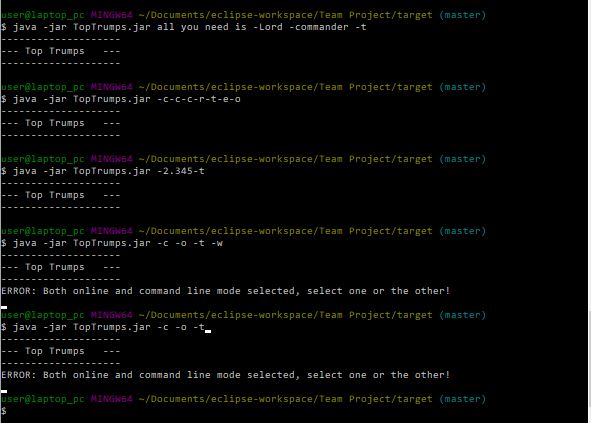 user@laptop_pc MINGW64 ~/Documents/eclipse-workspace/Team Project/target (master)
$ java -jar TopTrumps.jar all you need is -Lord -commander -t
--------------------
--- Top Trumps   ---
--------------------
user@laptop_pc MINGW64 ~/Documents/eclipse-workspace/Team Project/target (master)
$ java -jar TopTrumps.jar -c-c-c-r-t-e-o
--------------------
--- Top Trumps   ---
--------------------
user@laptop_pc MINGW64 ~/Documents/eclipse-workspace/Team Project/target (master)
$ java -jar TopTrumps.jar -2.345-t
--------------------
--- Top Trumps   ---
--------------------
user@laptop_pc MINGW64 ~/Documents/eclipse-workspace/Team Project/target (master)
$ java -jar TopTrumps.jar -c -o -t -w
--------------------
--- Top Trumps   ---
--------------------
ERROR: Both online and command line mode selected, select one or the other!
user@laptop_pc MINGW64 ~/Documents/eclipse-workspace/Team Project/target (master)
$ java -jar TopTrumps.jar -c -o -t
--------------------
--- Top Trumps   ---
--------------------
ERROR: Both online and command line mode selected, select one or the other!
user@laptop_pc MINGW64 ~/Documents/eclipse-workspace/Team Project/target (master)
$